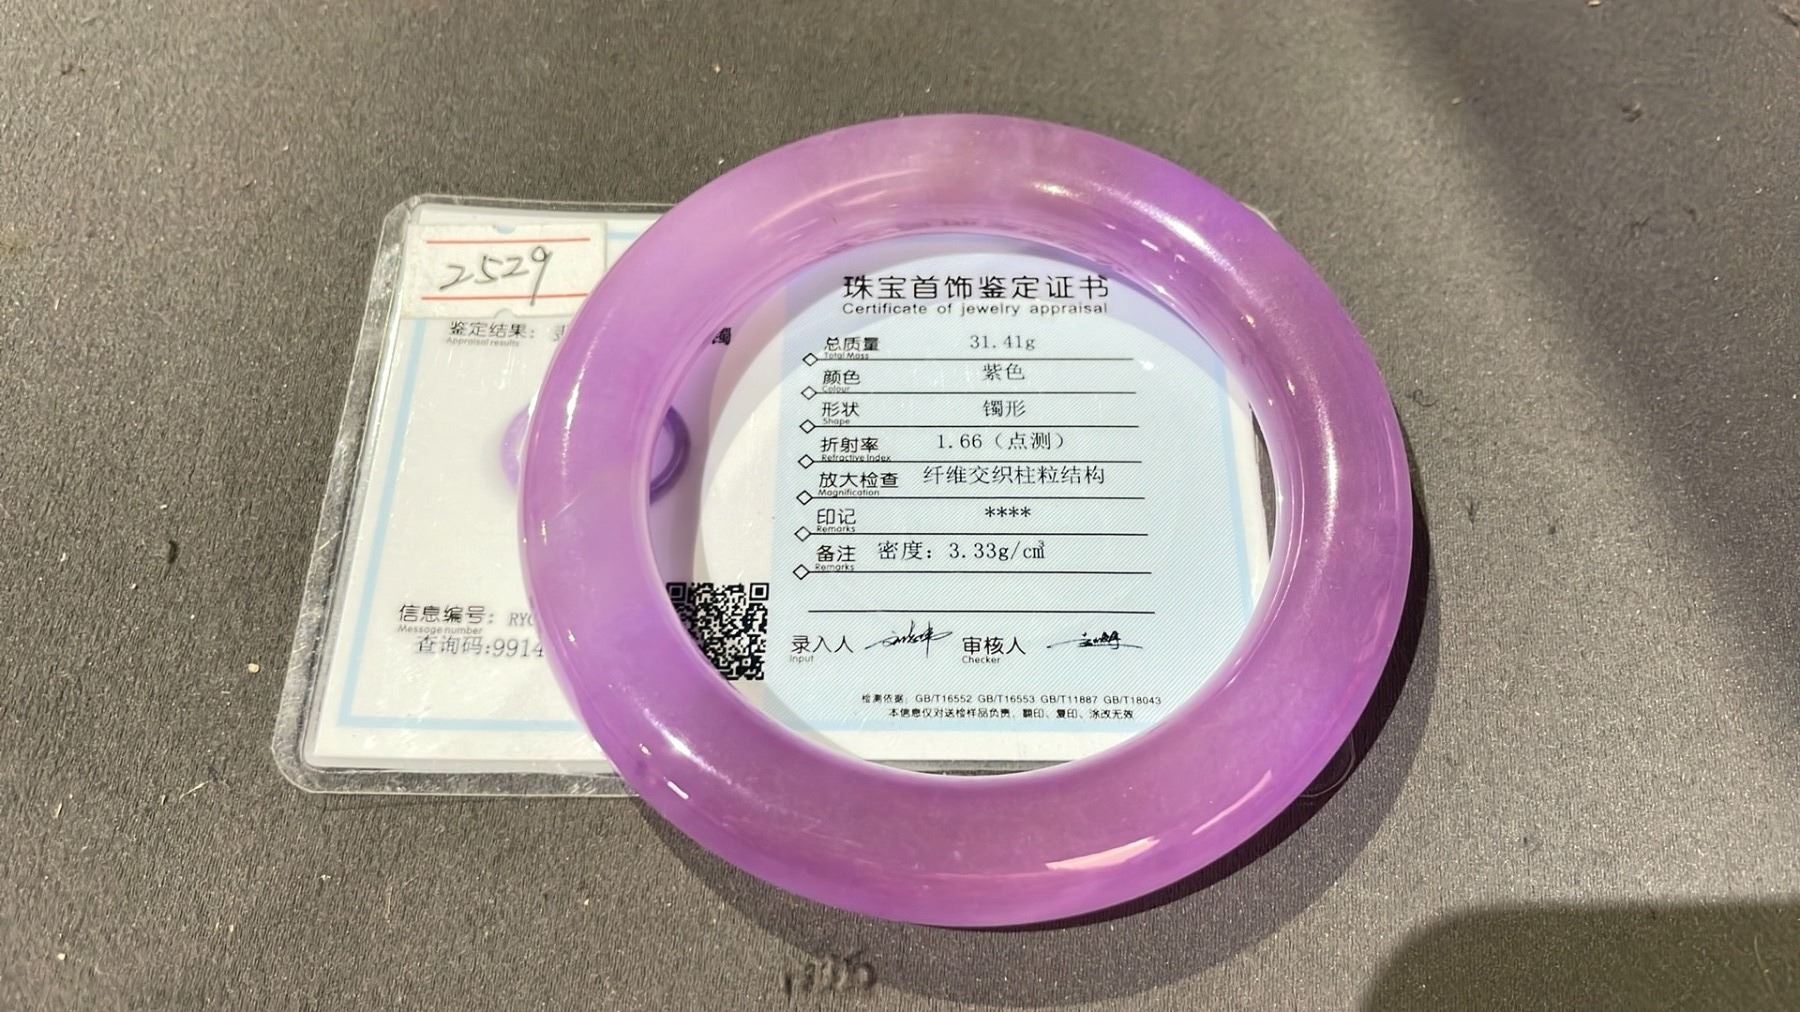 2529
鉴定结果:
Appraisal results
镯
信息编号: RYC
Message number
查询码:9914
珠宝首饰鉴定证书
Certificate of jewelry appraisal
总质量 31.41g
Total Mass
颜色 紫色
Colour
形状 镯形
Shape
折射率 1.66(点测)
Refractive Index
放大检查 纤维交织柱粒结构
Magnification
印记 ****
Remarks
备注 密度: 3.33g/cm³
Remarks
录入人 审核人
Input Checker
检测依据: GB/T16552 GB/T16553 GB/T11887 GB/T18043
本信息仅对送检样品负责, 翻印、复印、涂改无效